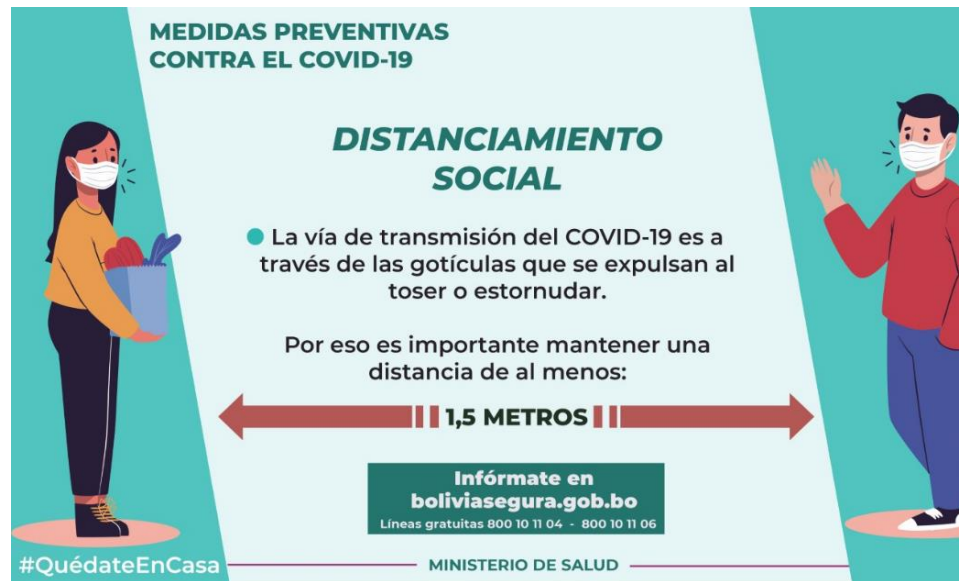 MEDIDAS PREVENTIVAS
CONTRA EL COVID-19
DISTANCIAMIENTO
SOCIAL
La vía de transmisión del COVID-19 es a
través de las gotículas que se expulsan al
toser o estornudar.
Por eso es importante mantener una
distancia de al menos:
1,5 METROS
Infórmate en
boliviasegura.gob.bo
Líneas gratuitas 800 10 11 04 - 800 10 11 06
#QuédateEnCasa
MINISTERIO DE SALUD